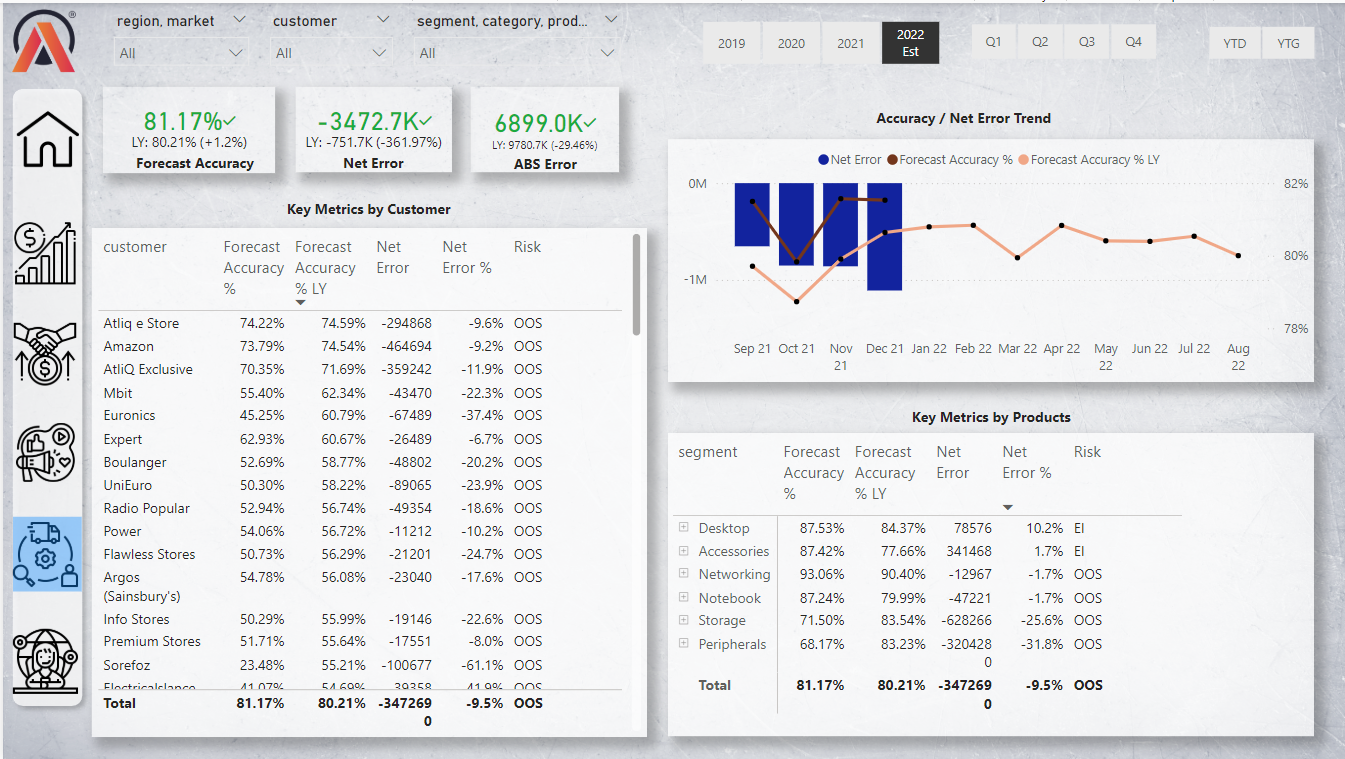 region, market
customer
segment, category, prod...
All
All
All
2019
2020
2021
2022
Est
Q1
Q2
Q3
Q4
YTD
YTG
81.17%✓
LY: 80.21% (+1.2%)
Forecast Accuracy
-3472.7K✓
LY: -751.7K (-361.97%)
Net Error
6899.0K✓
LY: 9780.7K (-29.46%)
ABS Error
Accuracy / Net Error Trend
Net Error
Forecast Accuracy %
Forecast Accuracy % LY
0M
-1M
82%
80%
78%
Sep 21
Oct 21
Nov
21
Dec 21
Jan 22
Feb 22
Mar 22
Apr 22
May
22
Jun 22
Jul 22
Aug
22
Key Metrics by Customer
customer
Forecast
Accuracy
%
Forecast
Accuracy
% LY
Net
Error
Net
Error %
Risk
Atliq e Store 74.22% 74.59% -294868 -9.6% OOS
Amazon 73.79% 74.54% -464694 -9.2% OOS
AtliQ Exclusive 70.35% 71.69% -359242 -11.9% OOS
Mbit 55.40% 62.34% -43470 -22.3% OOS
Euronics 45.25% 60.79% -67489 -37.4% OOS
Expert 62.93% 60.67% -26489 -6.7% OOS
Boulanger 52.69% 58.77% -48802 -20.2% OOS
UniEuro 50.30% 58.22% -89065 -23.9% OOS
Radio Popular 52.94% 56.74% -49354 -18.6% OOS
Power 54.06% 56.72% -11212 -10.2% OOS
Flawless Stores 50.73% 56.29% -21201 -24.7% OOS
Argos 54.78% 56.08% -23040 -17.6% OOS
(Sainsbury's)
Info Stores 50.29% 55.99% -19146 -22.6% OOS
Premium Stores 51.71% 55.64% -17551 -8.0% OOS
Sorefoz 23.48% 55.21% -100677 -61.1% OOS
Electricalslance 41.07% 54.69% -39358 -41.9% OOS
Total 81.17% 80.21% -347269 -9.5% OOS
0
Key Metrics by Products
segment
Forecast
Accuracy
%
Forecast
Accuracy
% LY
Net
Error
Net
Error %
Risk
Desktop 87.53% 84.37% 78576 10.2% EI
Accessories 87.42% 77.66% 341468 1.7% EI
Networking 93.06% 90.40% -12967 -1.7% OOS
Notebook 87.24% 79.99% -47221 -1.7% OOS
Storage 71.50% 83.54% -628266 -25.6% OOS
Peripherals 68.17% 83.23% -320428 -31.8% OOS
0
Total 81.17% 80.21% -347269 -9.5% OOS
0